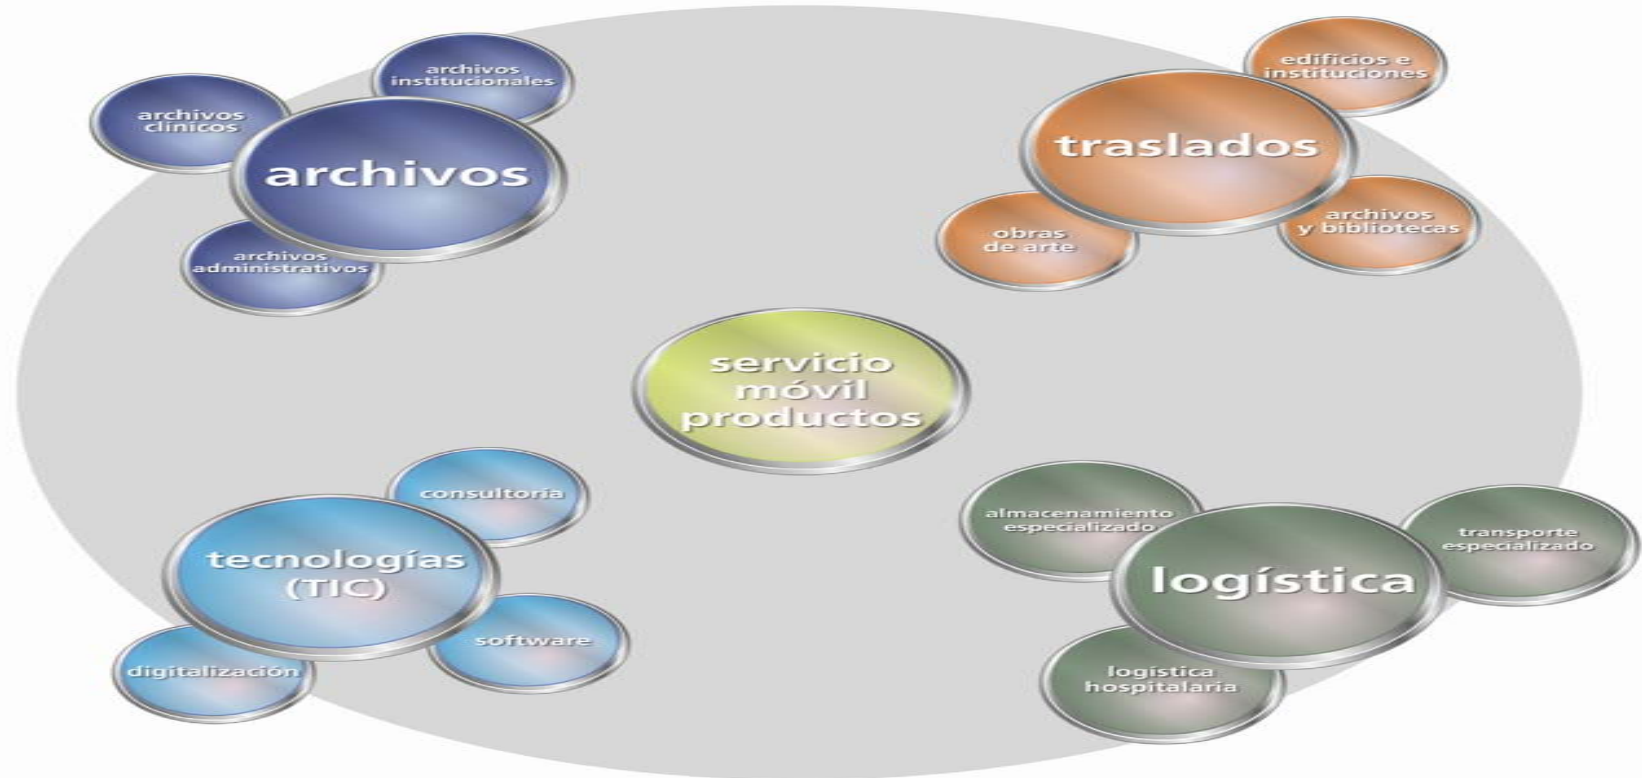 archivos
institucionales
archivos
clínicos
archivos
archivos
administrativos
edificios e
instituciones
traslados
obras
de arte
archivos
y bibliotecas
servicio
móvil
productos
consultoria
tecnologías
(TIC)
software
digitalización
almacenamiento
especializado
transporte
especializado
logística
logística
hospitalaria